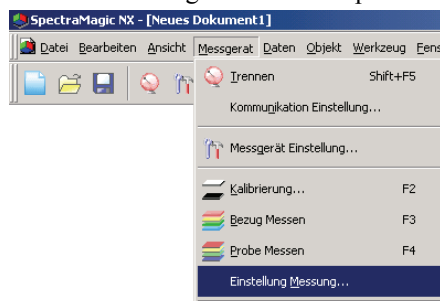 SpectraMagic NX - [Neues Dokument1]
Datei Bearbeiten Ansicht Messgerät Daten Objekt Werkzeug Fens
Trennen Shift+F5
Kommunikation Einstellung...
Messgerät Einstellung...
Kalibrierung... F2
Bezug Messen F3
Probe Messen F4
Einstellung Messung...